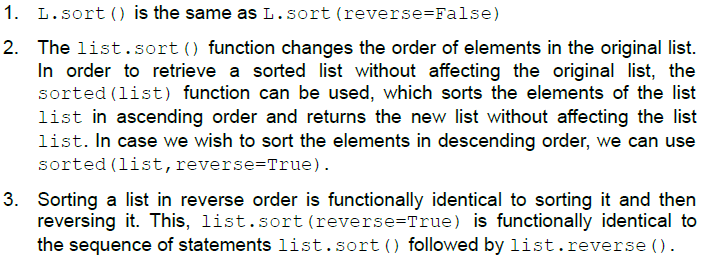 1. L.sort() is the same as L.sort(reverse=False)
2. The list.sort() function changes the order of elements in the original list.
In order to retrieve a sorted list without affecting the original list, the
sorted(list) function can be used, which sorts the elements of the list
list in ascending order and returns the new list without affecting the list
list. In case we wish to sort the elements in descending order, we can use
sorted(list,reverse=True).
3. Sorting a list in reverse order is functionally identical to sorting it and then
reversing it. This, list.sort(reverse=True) is functionally identical to
the sequence of statements list.sort() followed by list.reverse().